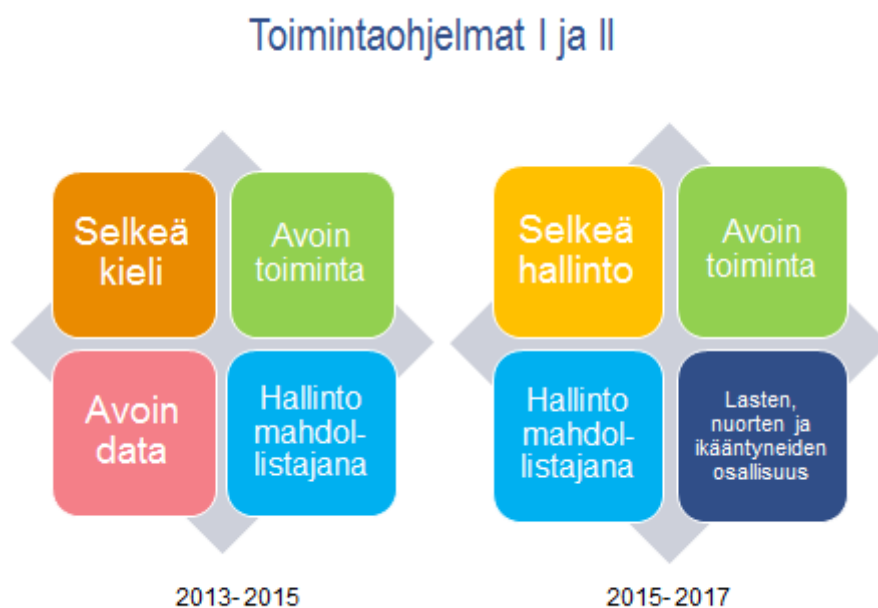 Toimintaohjelmat I ja II
Selkeä
kieli
Avoin
toiminta
Avoin
data
Hallinto
mahdol-
listajana
2013-2015
Selkeä
hallinto
Avoin
toiminta
Hallinto
mahdol-
listajana
Lasten,
nuorten ja
ikääntyneiden
osallisuus
2015-2017